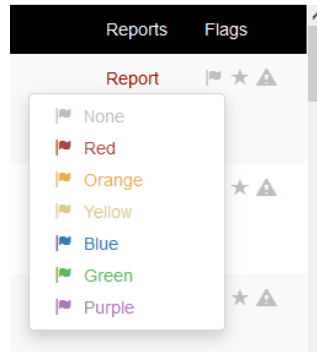 Reports Flags
Report
None
Red
Orange
Yellow
Blue
Green
Purple